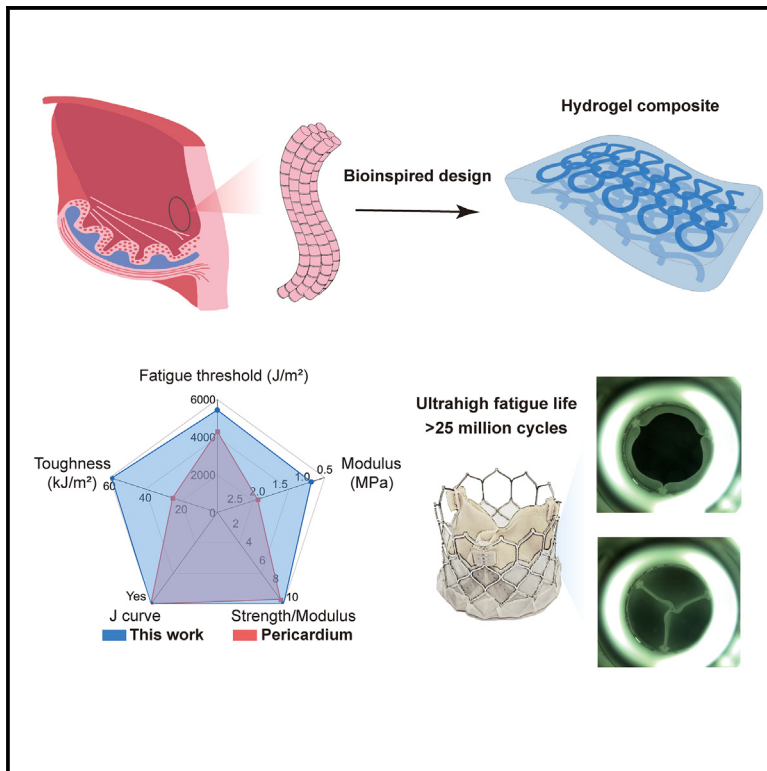 Hydrogel composite
Bioinspired design
Fatigue threshold (J/m²)
6000
4000
2000
0
Toughness
(kJ/m²)
60
40
20
Modulus
(MPa)
0.5
1.0
1.5
2.0
2.5
2
4
6
8
10
Yes
J curve
Strength/Modulus
This work
Pericardium
Ultrahigh fatigue life
>25 million cycles